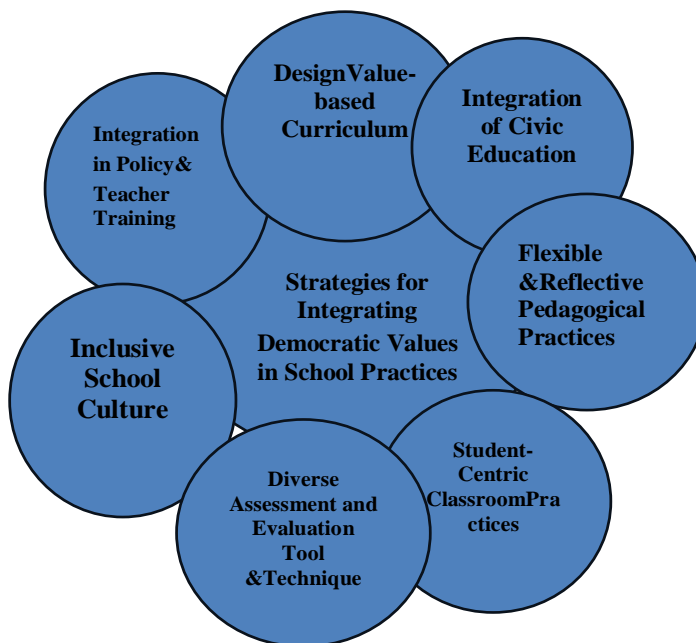 DesignValue-
based
Curriculum
Integration
of Civic
Education
Integration
in Policy&
Teacher
Training
Flexible
&Reflective
Pedagogical
Practices
Strategies for
Integrating
Democratic Values
in School Practices
Inclusive
School
Culture
Student-
Centric
ClassroomPra
ctices
Diverse
Assessment and
Evaluation
Tool
&Technique